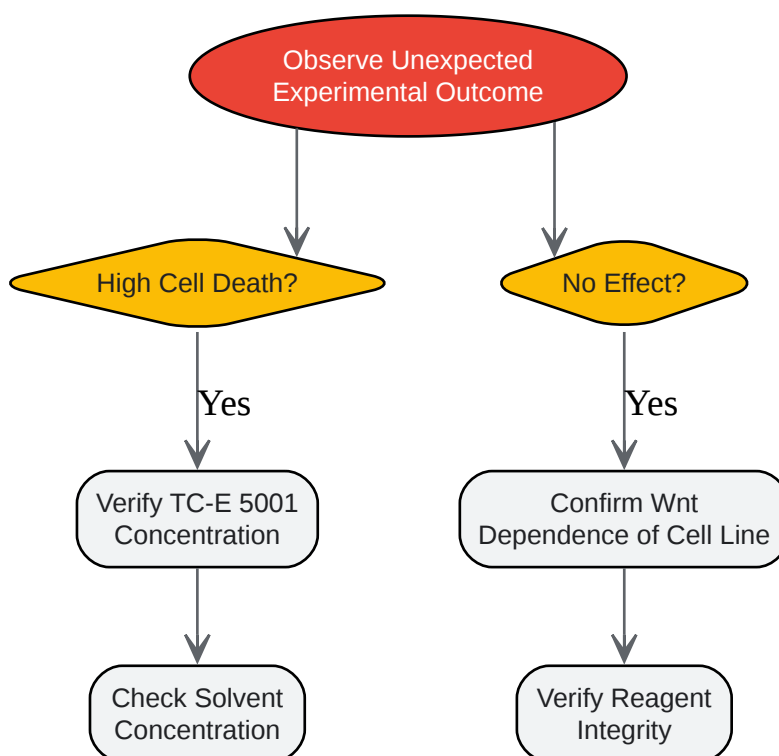 Observe Unexpected
Experimental Outcome
High Cell Death?
No Effect?
Yes
Yes
Verify TC-E 5001
Concentration
Confirm Wnt
Dependence of Cell Line
Check Solvent
Concentration
Verify Reagent
Integrity